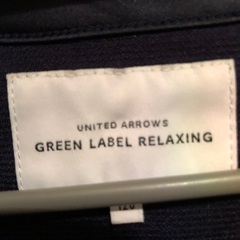 UNITED ARROWS
GREEN LABEL RELAXING